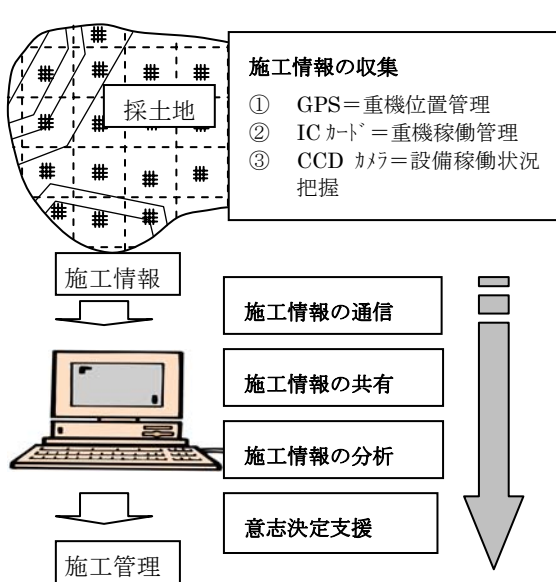 採土地
施工情報の収集
① GPS＝重機位置管理
② ICｶｰﾄﾞ＝重機稼働管理
③ CCD ｶﾒﾗ＝設備稼働状況
把握
施工情報
施工情報の通信
施工情報の共有
施工情報の分析
意志決定支援
施工管理